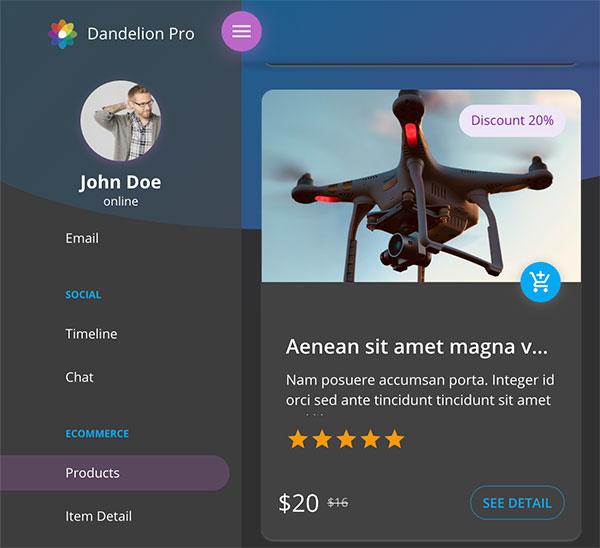 Dandelion Pro
John Doe
online
Email
SOCIAL
Timeline
Chat
ECOMMERCE
Products
Item Detail
Discount 20%
Aenean sit amet magna v...
Nam posuere accumsan porta. Integer id
orci sed ante tincidunt tincidunt sit amet
$20 $16
SEE DETAIL